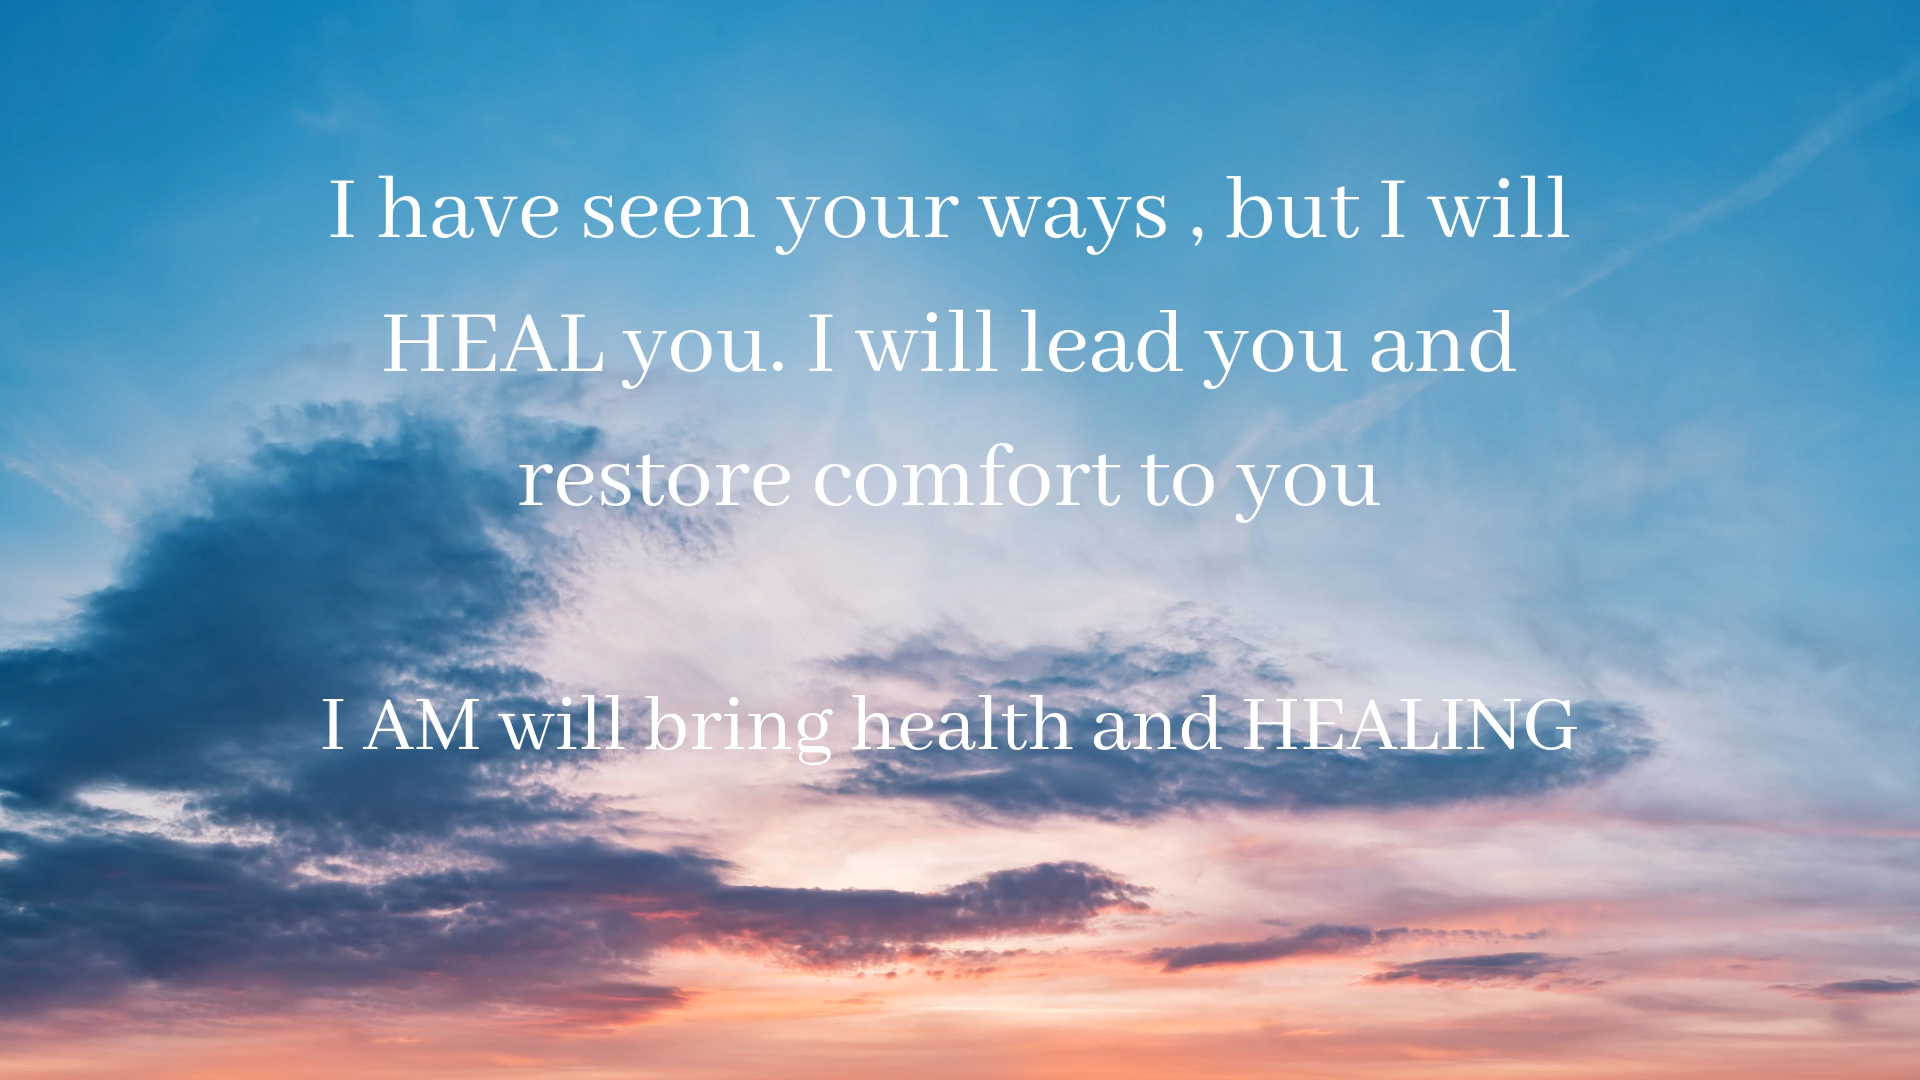 I have seen your ways , but I will
HEAL you. I will lead you and
restore comfort to you
I AM will bring health and HEALING